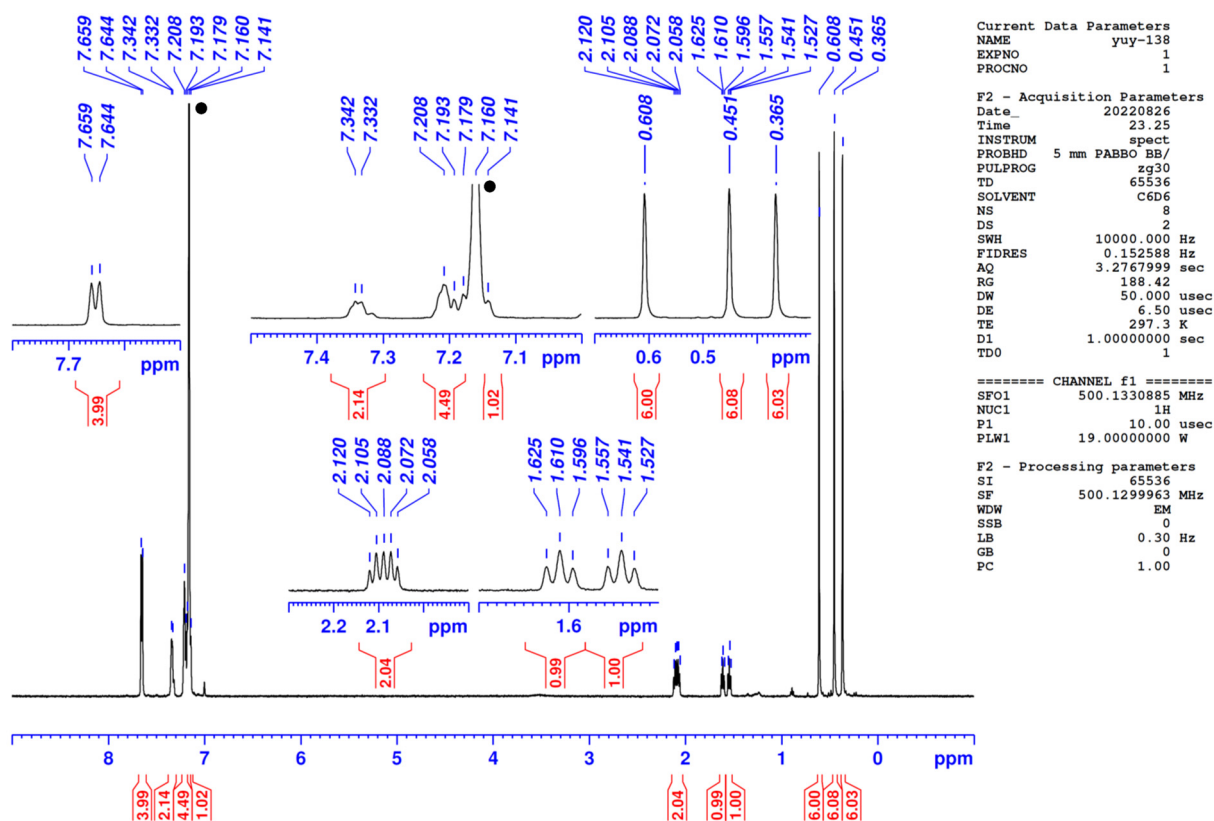 7.659
7.644
7.342
7.332
7.208
7.193
7.179
7.160
7.141
2.120
2.105
2.088
2.072
2.058
1.625
1.610
1.596
1.557
1.541
1.527
0.608
0.451
0.365
7.659
7.644
7.342
7.332
7.208
7.193
7.179
7.160
7.141
0.608
0.451
0.365
7.7 ppm
7.4 7.3 7.2 7.1 ppm
0.6 0.5 ppm
3.99
2.14
4.49
1.02
6.00
6.08
6.03
2.120
2.105
2.088
2.072
2.058
1.625
1.610
1.596
1.557
1.541
1.527
2.2 2.1 ppm
1.6 ppm
2.04
0.99
1.00
8 7 6 5 4 3 2 1 0 ppm
3.99
2.14
4.49
1.02
2.04
0.99
1.00
6.00
6.08
6.03
Current Data Parameters
NAME yuy-138
EXPNO 1
PROCNO 1
F2 - Acquisition Parameters
Date_ 20220826
Time 23.25
INSTRUM spect
PROBHD 5 mm PABBO BB/
PULPROG zg30
TD 65536
SOLVENT C6D6
NS 8
DS 2
SWH 10000.000 Hz
FIDRES 0.152588 Hz
AQ 3.2767999 sec
RG 188.42
DW 50.000 usec
DE 6.50 usec
TE 297.3 K
D1 1.00000000 sec
TD0 1
======== CHANNEL f1 ========
SFO1 500.1330885 MHz
NUC1 1H
P1 10.00 usec
PLW1 19.00000000 W
F2 - Processing parameters
SI 65536
SF 500.1299963 MHz
WDW EM
SSB 0
LB 0.30 Hz
GB 0
PC 1.00